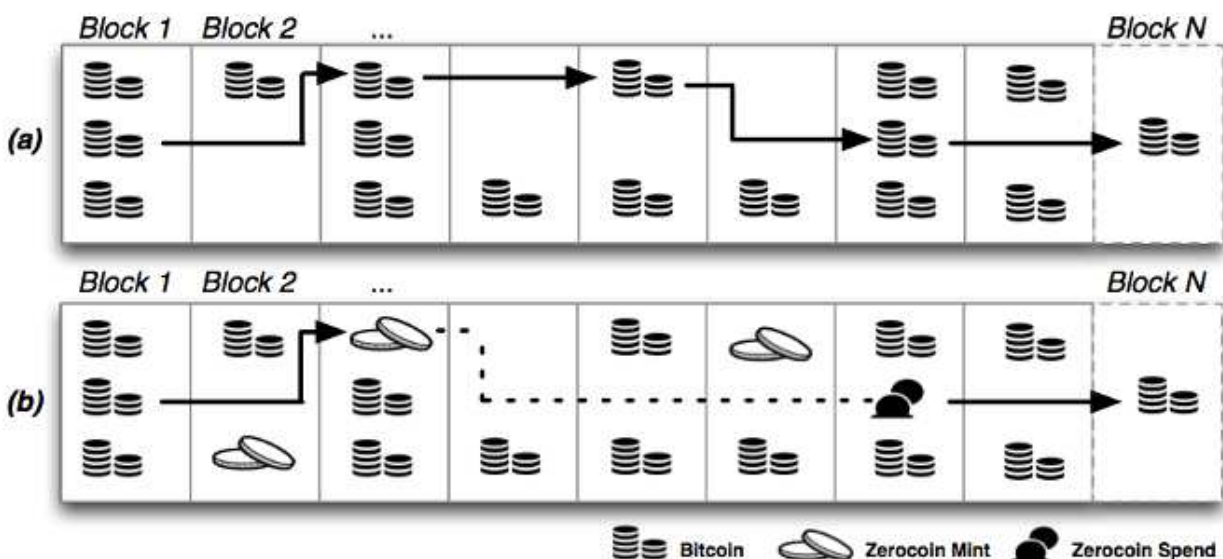 Block 1 Block 2 ... Block N
(a)
Block 1 Block 2 ... Block N
(b)
Bitcoin Zerocoin Mint Zerocoin Spend